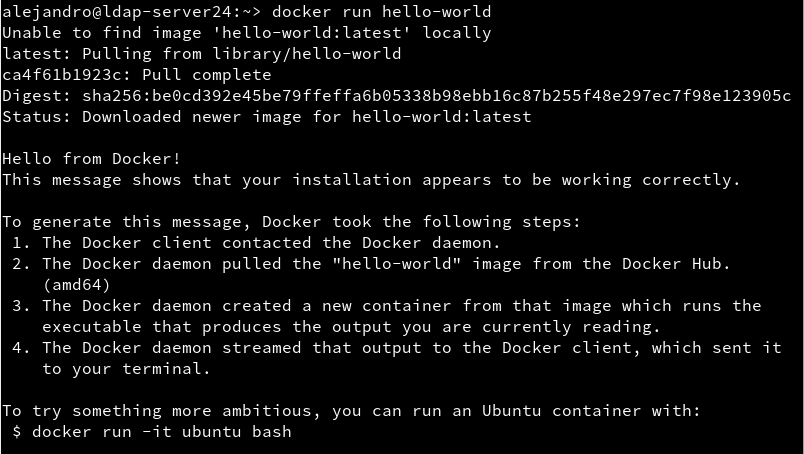 alejandro@ldap-server24:~> docker run hello-world
Unable to find image 'hello-world:latest' locally
latest: Pulling from library/hello-world
ca4f61b1923c: Pull complete
Digest: sha256:be0cd392e45be79ffeffa6b05338b98ebb16c87b255f48e297ec7f98e123905c
Status: Downloaded newer image for hello-world:latest

Hello from Docker!
This message shows that your installation appears to be working correctly.

To generate this message, Docker took the following steps:
 1. The Docker client contacted the Docker daemon.
 2. The Docker daemon pulled the "hello-world" image from the Docker Hub.
    (amd64)
 3. The Docker daemon created a new container from that image which runs the
    executable that produces the output you are currently reading.
 4. The Docker daemon streamed that output to the Docker client, which sent it
    to your terminal.

To try something more ambitious, you can run an Ubuntu container with:
 $ docker run -it ubuntu bash